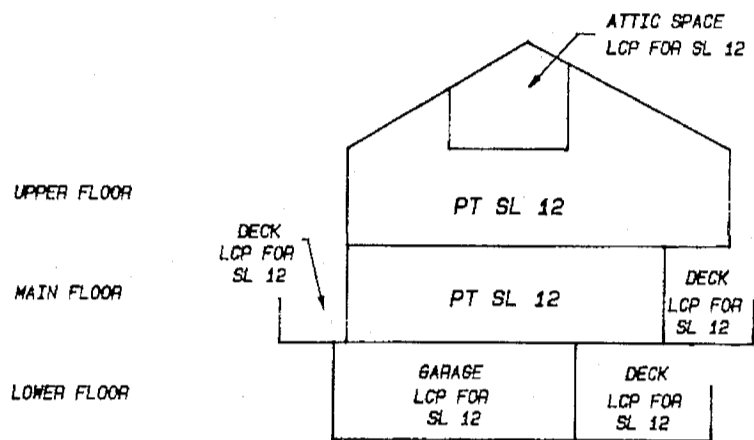 ATTIC SPACE
LCP FOR SL 12
UPPER FLOOR
PT SL 12
DECK
LCP FOR
SL 12
MAIN FLOOR
PT SL 12
DECK
LCP FOR
SL 12
LOWER FLOOR
GARAGE
LCP FOR
SL 12
DECK
LCP FOR
SL 12